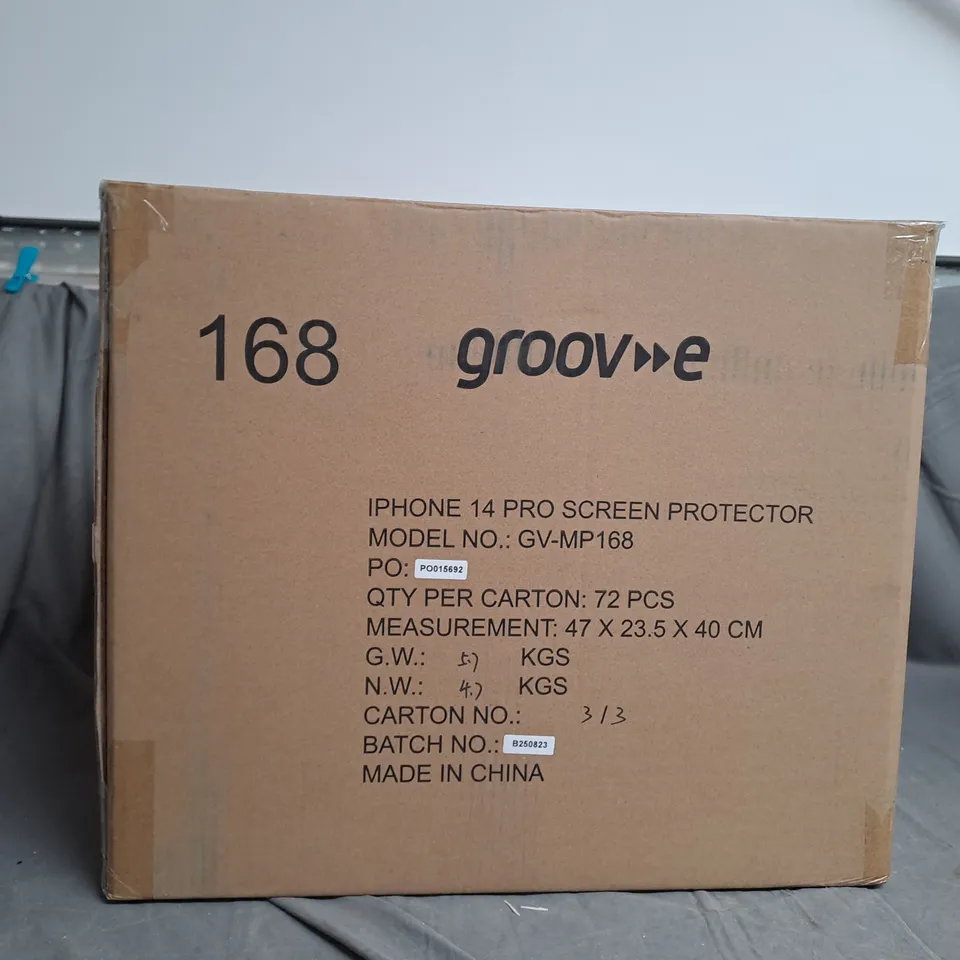 168 groov▸▸e
IPHONE 14 PRO SCREEN PROTECTOR
MODEL NO.: GV-MP168
PO: PO015692
QTY PER CARTON: 72 PCS
MEASUREMENT: 47 X 23.5 X 40 CM
G.W.: 5.7 KGS
N.W.: 4.7 KGS
CARTON NO.: 3/3
BATCH NO.: B250823
MADE IN CHINA